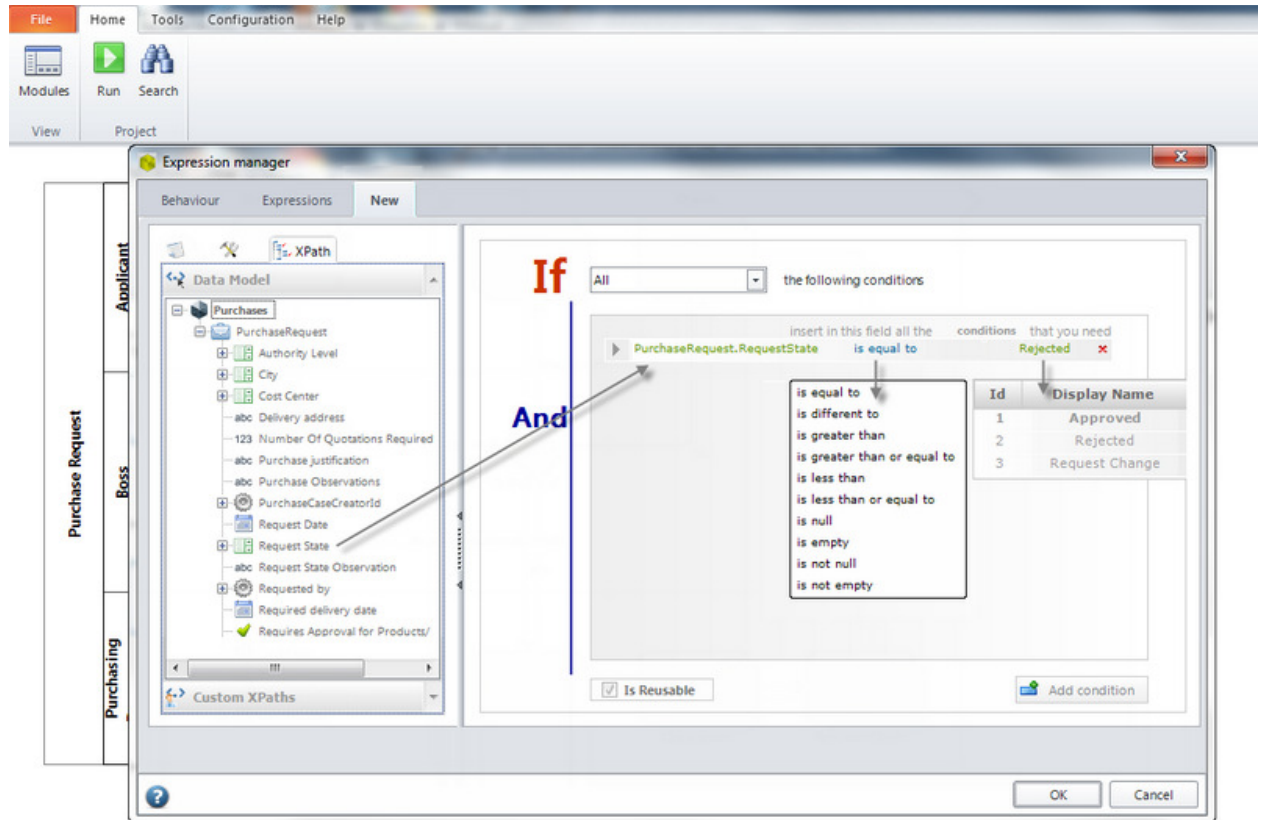 File Home Tools Configuration Help
Modules Run Search
View Project
Expression manager
Behaviour Expressions New
XPath
Data Model
Purchases
PurchaseRequest
Authority Level
City
Cost Center
abc Delivery address
123 Number Of Quotations Required
abc Purchase justification
abc Purchase Observations
PurchaseCaseCreatorId
Request Date
Request State
abc Request State Observation
Requested by
Required delivery date
Requires Approval for Products/
Custom XPaths
If All the following conditions
insert in this field all the conditions that you need
PurchaseRequest.RequestState is equal to Rejected
And
is equal to
is different to
is greater than
is greater than or equal to
is less than
is less than or equal to
is null
is empty
is not null
is not empty
Id Display Name
1 Approved
2 Rejected
3 Request Change
Is Reusable Add condition
OK Cancel
Purchase Request
Applicant
Boss
Purchasing